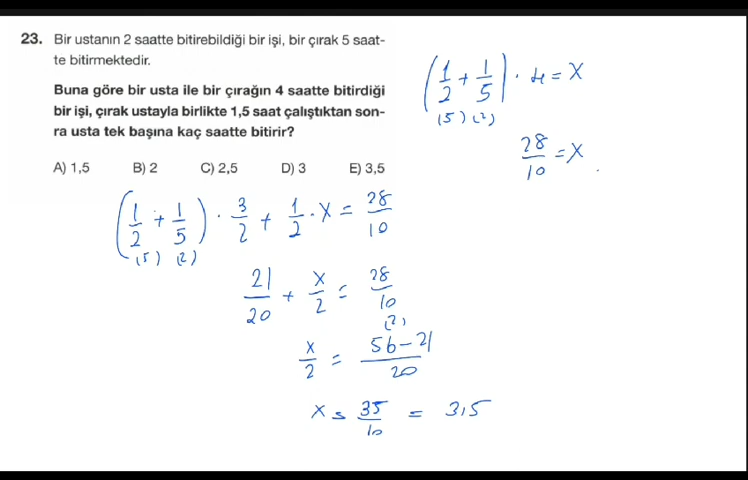 23. Bir ustanın 2 saatte bitirebildiği bir işi, bir çırak 5 saat-
te bitirmektedir.
Buna göre bir usta ile bir çırağın 4 saatte bitirdiği
bir işi, çırak ustayla birlikte 1,5 saat çalıştıktan son-
ra usta tek başına kaç saatte bitirir?
A) 1,5 B) 2 C) 2,5 D) 3 E) 3,5
(1/2 + 1/5) · 4 = x
(5) (2)
28/10 = x
(1/2 + 1/5) · 3/2 + 1/2 · x = 28/10
(5) (2)
21/20 + x/2 = 28/10
(2)
x/2 = 56-21/20
x = 35/10 = 3,5